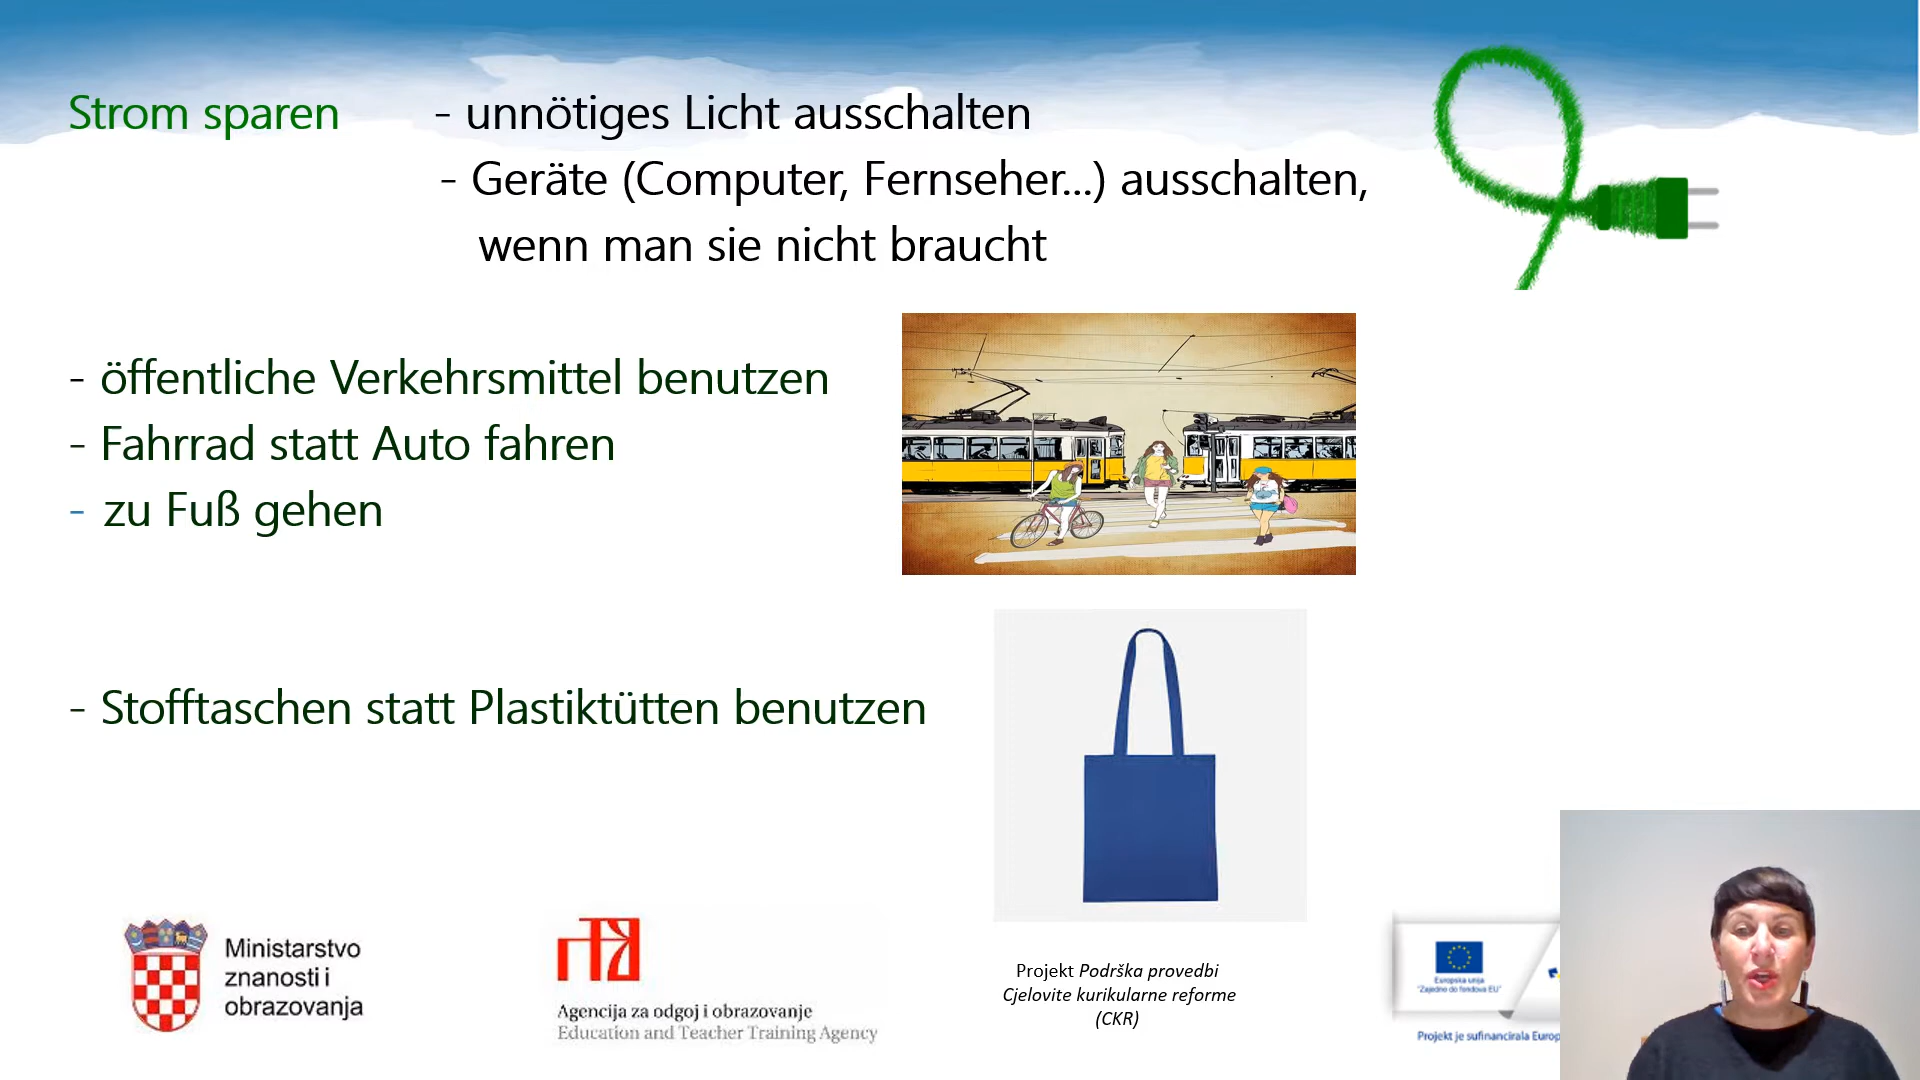 Strom sparen - unnötiges Licht ausschalten
- Geräte (Computer, Fernseher...) ausschalten,
wenn man sie nicht braucht
- öffentliche Verkehrsmittel benutzen
- Fahrrad statt Auto fahren
- zu Fuß gehen
- Stofftaschen statt Plastiktütten benutzen
Ministarstvo
znanosti i
obrazovanja
Agencija za odgoj i obrazovanje
Education and Teacher Training Agency
Projekt Podrška provedbi
Cjelovite kurikularne reforme
(CKR)
Europska unija
"Zajedno do fondova EU"
Projekt je sufinancirala Europ